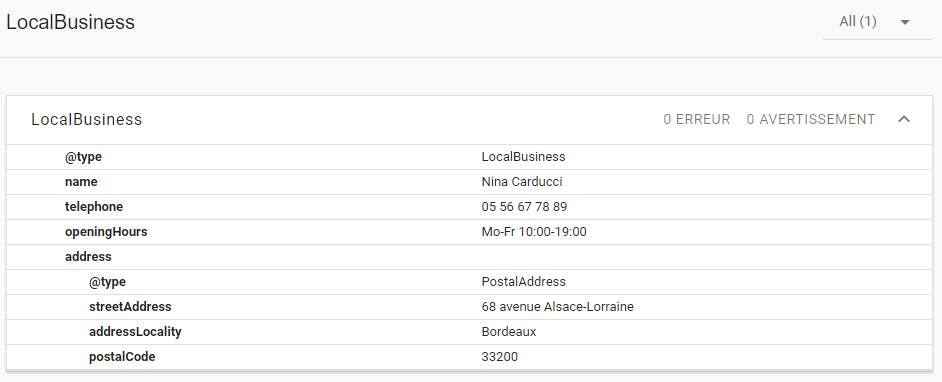 LocalBusiness
All (1)
LocalBusiness 0 ERREUR 0 AVERTISSEMENT
@type LocalBusiness
name Nina Carducci
telephone 05 56 67 78 89
openingHours Mo-Fr 10:00-19:00
address
@type PostalAddress
streetAddress 68 avenue Alsace-Lorraine
addressLocality Bordeaux
postalCode 33200